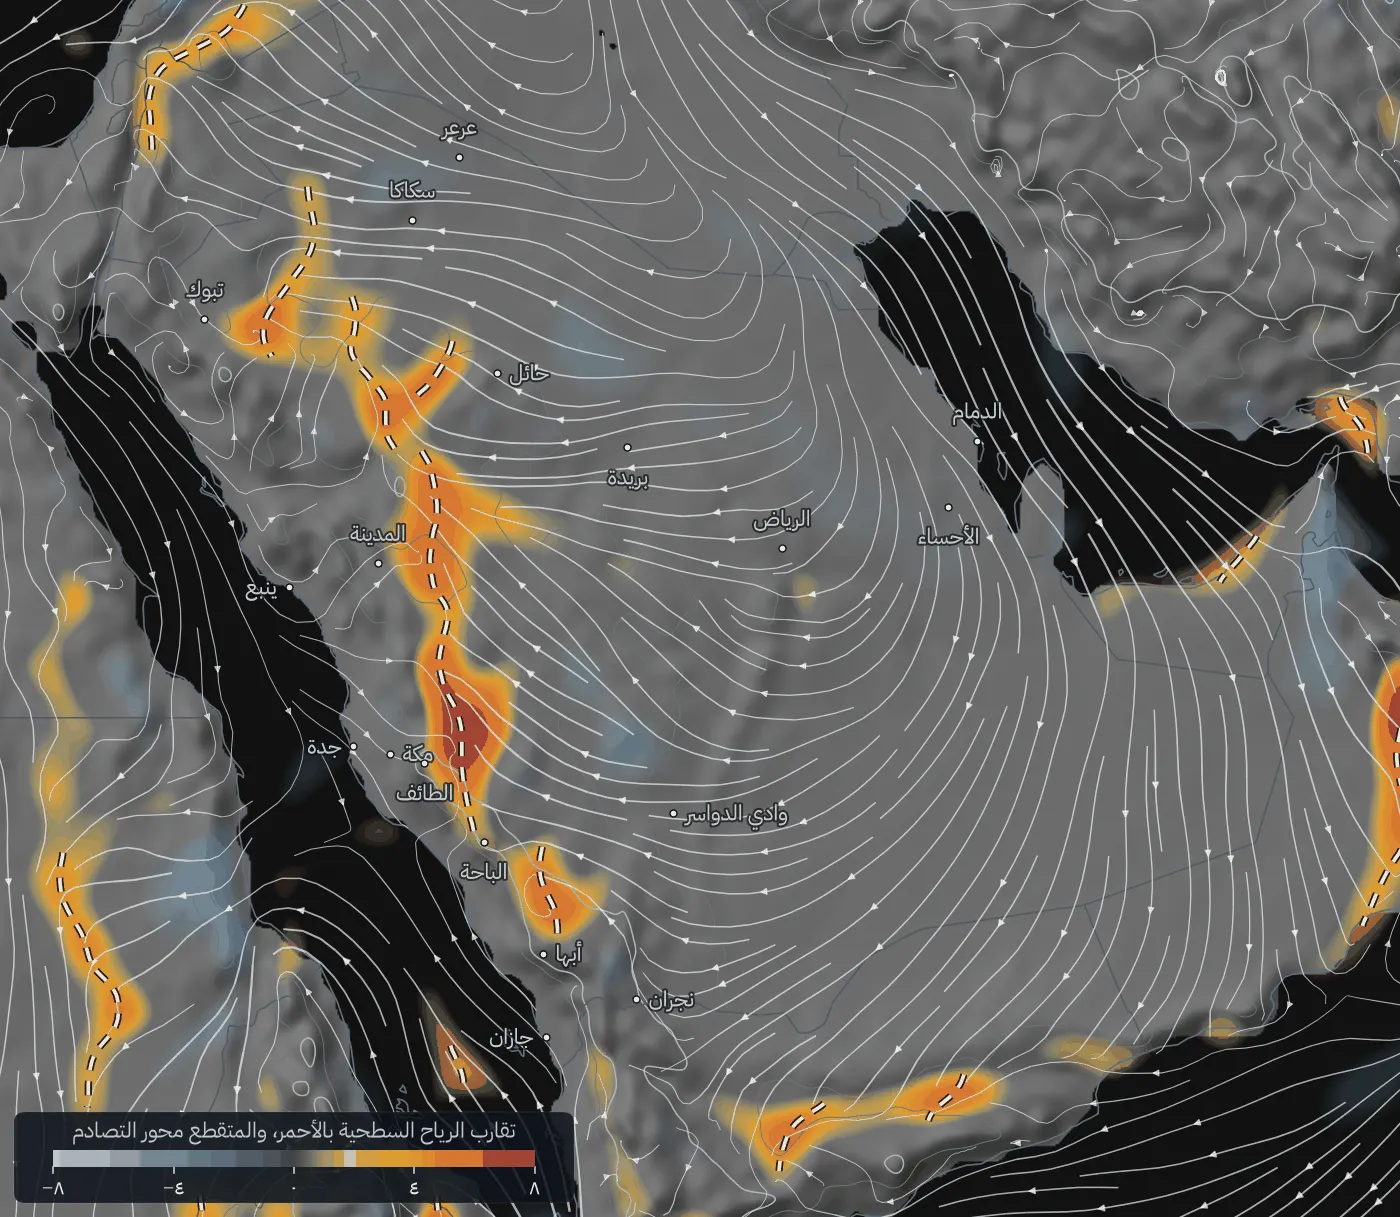 عرعر
سكاكا
تبوك
حائل
الدمام
بريدة
الرياض
الأحساء
المدينة
ينبع
جدة
مكة
الطائف
وادي الدواسر
الباحة
أبها
نجران
جازان
تقارب الرياح السطحية بالأحمر، والمتقطع محور التصادم
−٨ −٤ ٠ ٤ ٨